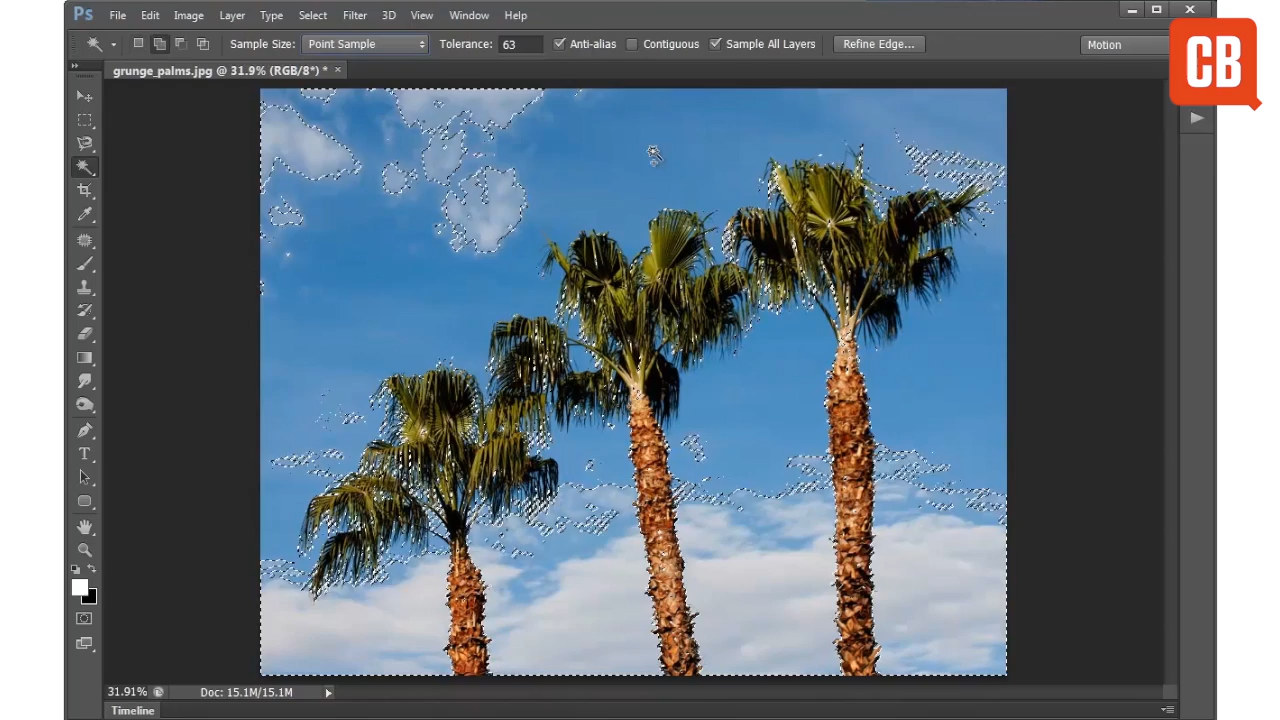 Ps File Edit Image Layer Type Select Filter 3D View Window Help
Sample Size: Point Sample Tolerance: 63 Anti-alias Contiguous Sample All Layers Refine Edge... Motion
CB
grunge_palms.jpg @ 31.9% (RGB/8*) * ×
T
31.91% Doc: 15.1M/15.1M
Timeline